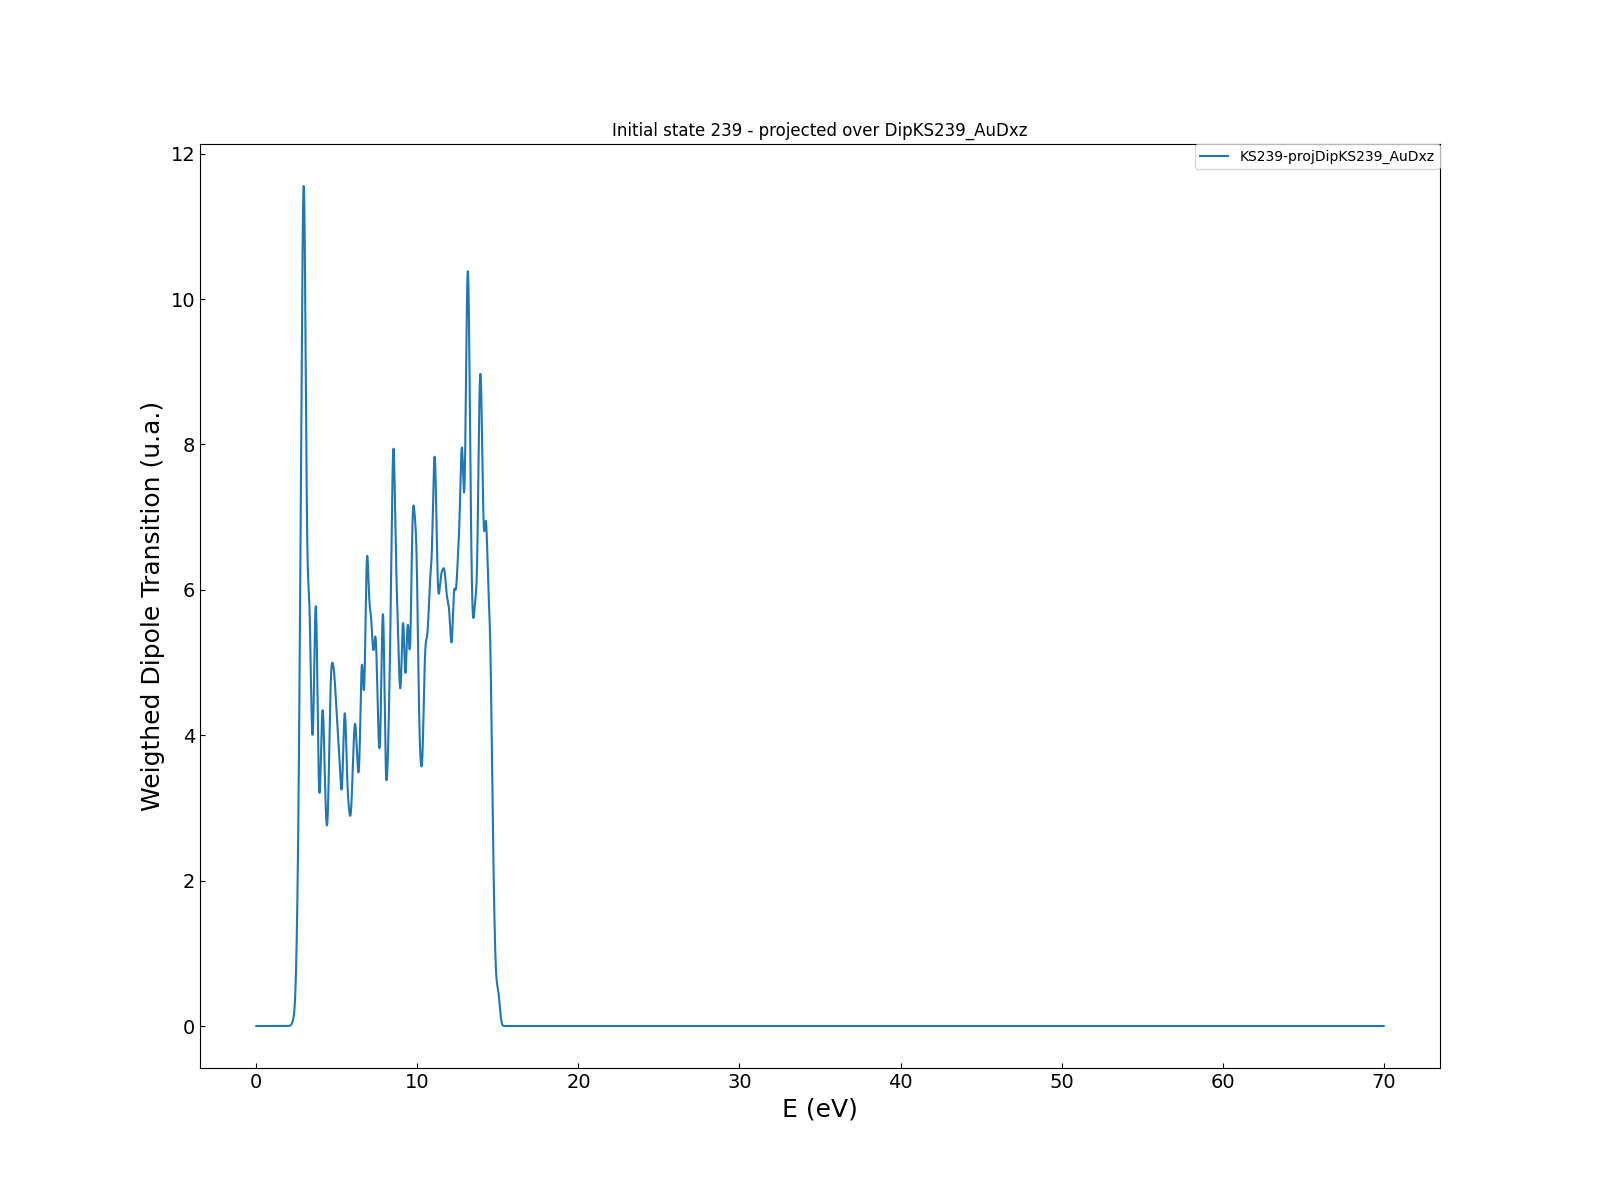 Initial state 239 - projected over DipKS239_AuDxz
KS239-projDipKS239_AuDxz
Weigthed Dipole Transition (u.a.)
12
10
8
6
4
2
0
0 10 20 30 40 50 60 70
E (eV)